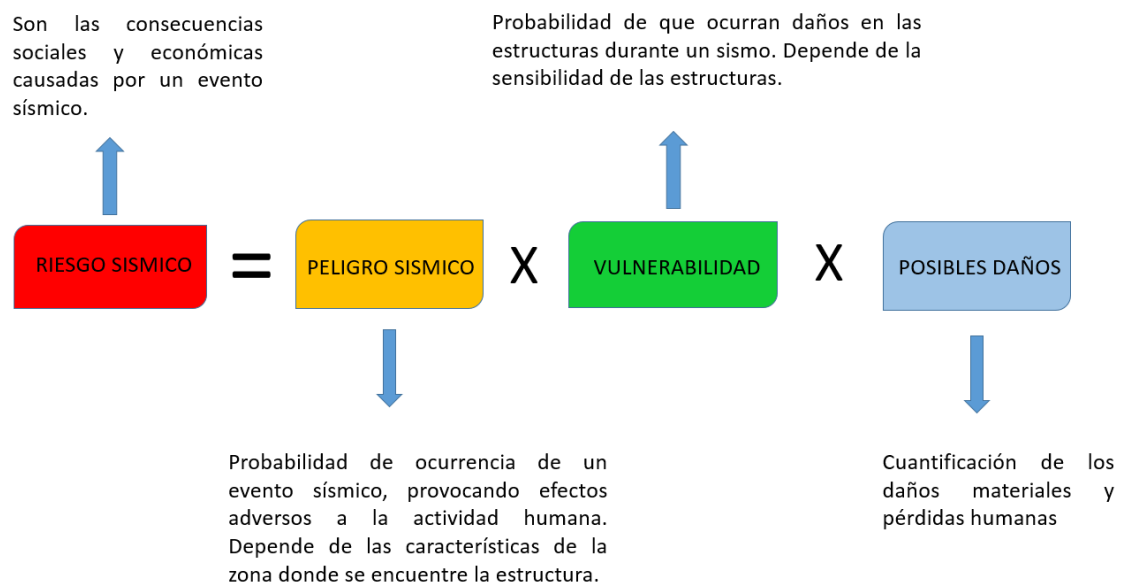 Son las consecuencias
sociales y económicas
causadas por un evento
sísmico.
Probabilidad de que ocurran daños en las
estructuras durante un sismo. Depende de la
sensibilidad de las estructuras.
RIESGO SISMICO
=
PELIGRO SISMICO
X
VULNERABILIDAD
X
POSIBLES DAÑOS
Probabilidad de ocurrencia de un
evento sísmico, provocando efectos
adversos a la actividad humana.
Depende de las características de la
zona donde se encuentre la estructura.
Cuantificación de los
daños materiales y
pérdidas humanas